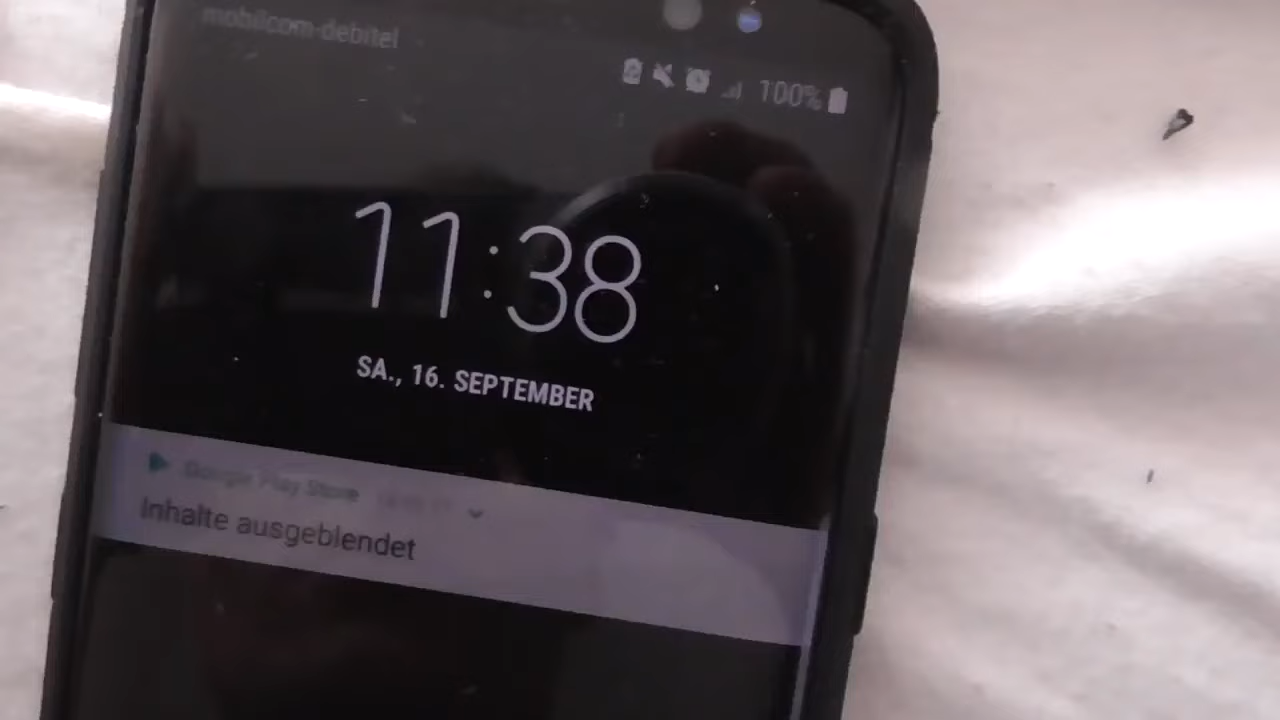 mobilcom-debitel
100%
11:38
SA., 16. SEPTEMBER
Google Play Store
Inhalte ausgeblendet